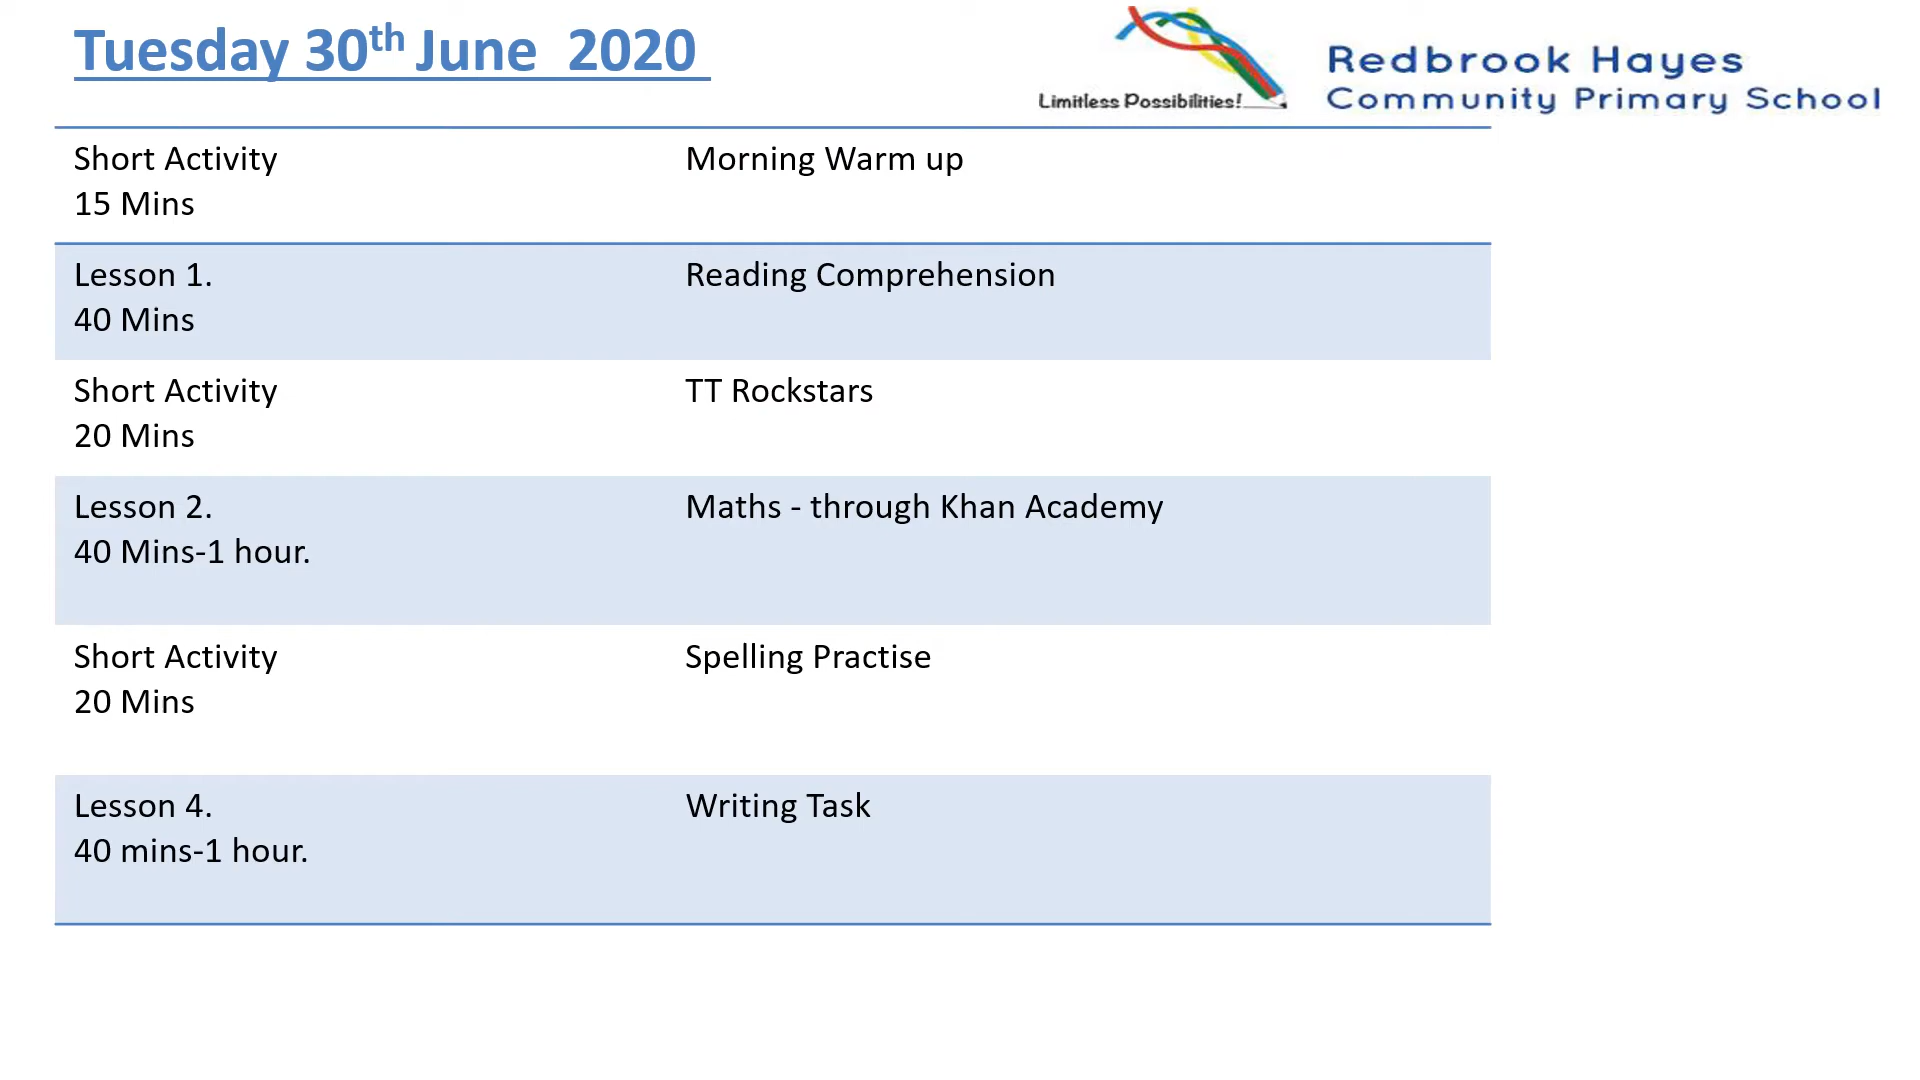 Tuesday 30th June  2020
Limitless Possibilities!
Redbrook Hayes
Community Primary School
Short Activity
15 Mins
Morning Warm up
Lesson 1.
40 Mins
Reading Comprehension
Short Activity
20 Mins
TT Rockstars
Lesson 2.
40 Mins-1 hour.
Maths - through Khan Academy
Short Activity
20 Mins
Spelling Practise
Lesson 4.
40 mins-1 hour.
Writing Task